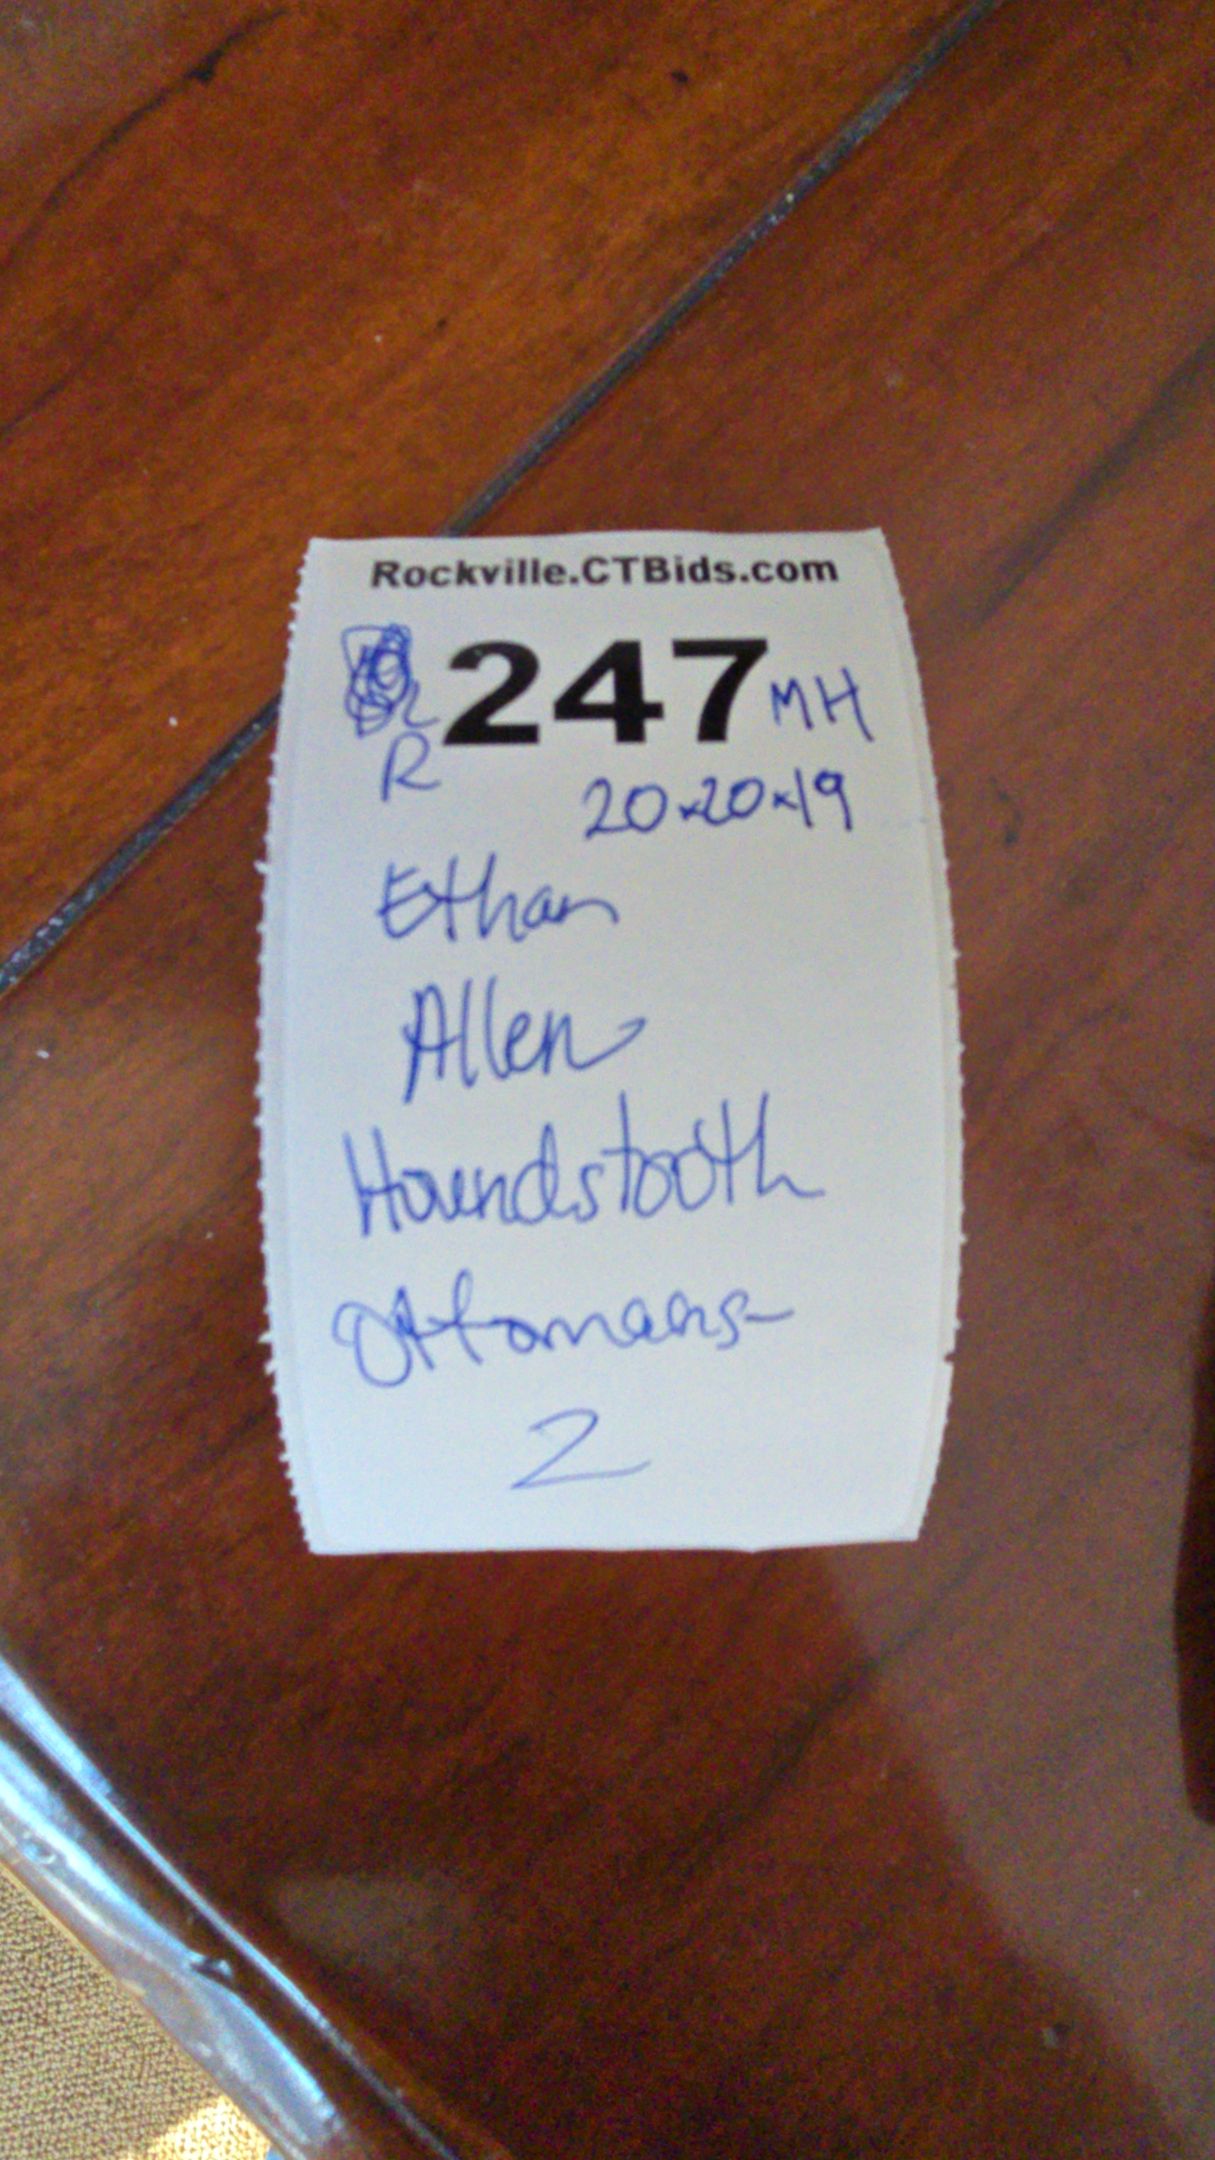 Rockville.CTBids.com
247 MH
R
20x20x19
Ethan
Allen
Houndstooth
Ottomans-
2